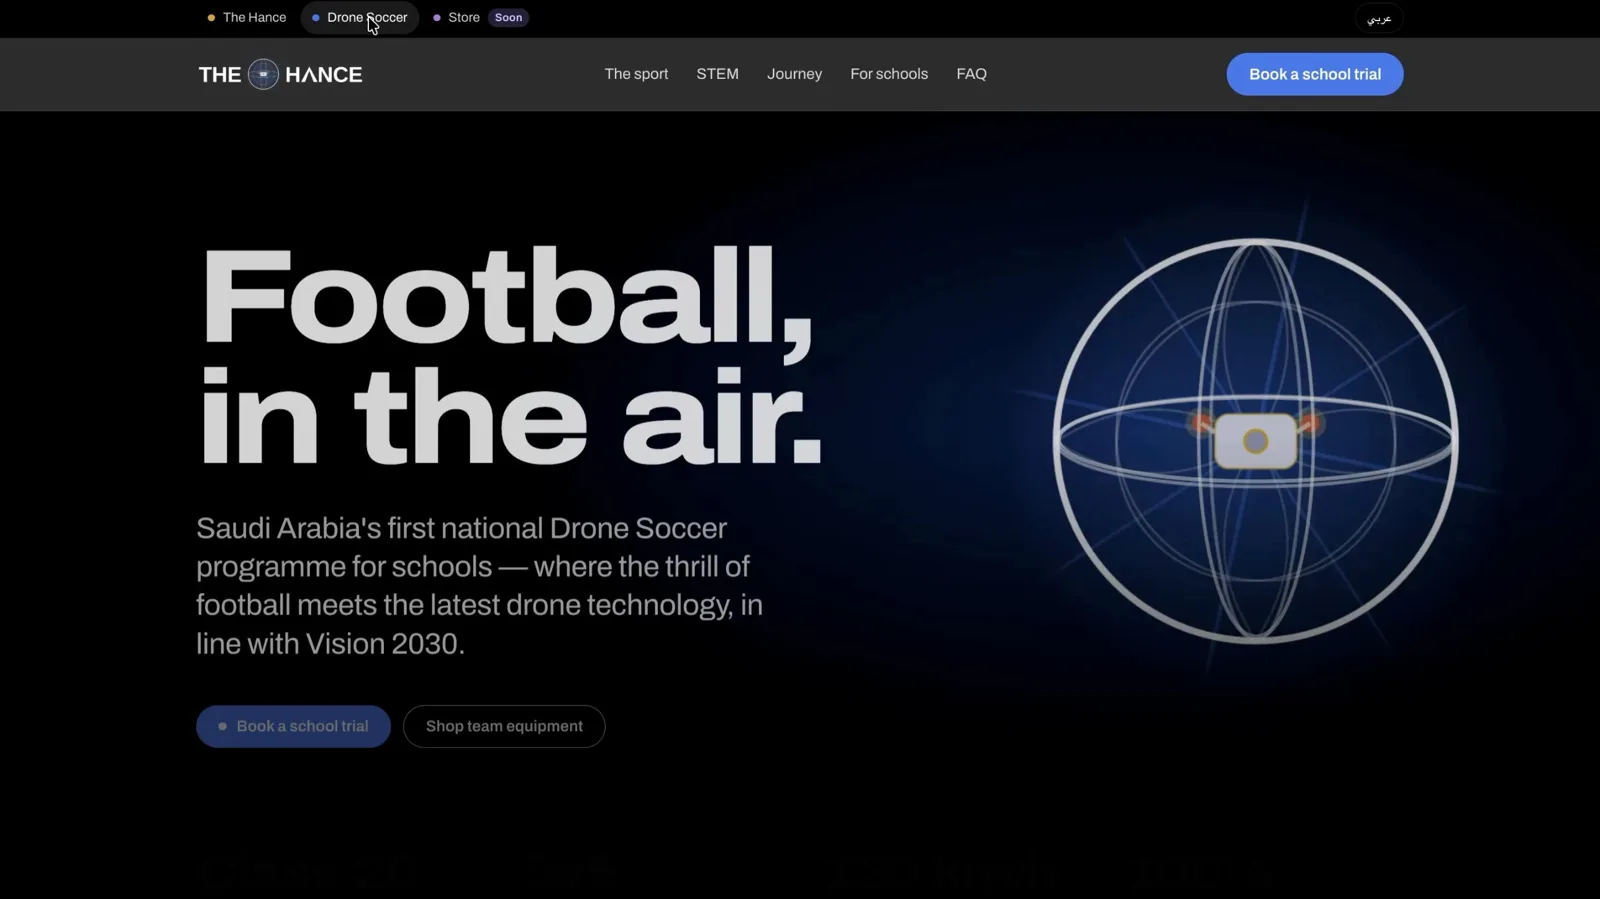 The Hance
Drone Soccer
Store Soon
عربي
THE HΛNCE
The sport
STEM
Journey
For schools
FAQ
Book a school trial
Football,
in the air.
Saudi Arabia's first national Drone Soccer
programme for schools — where the thrill of
football meets the latest drone technology, in
line with Vision 2030.
Book a school trial
Shop team equipment